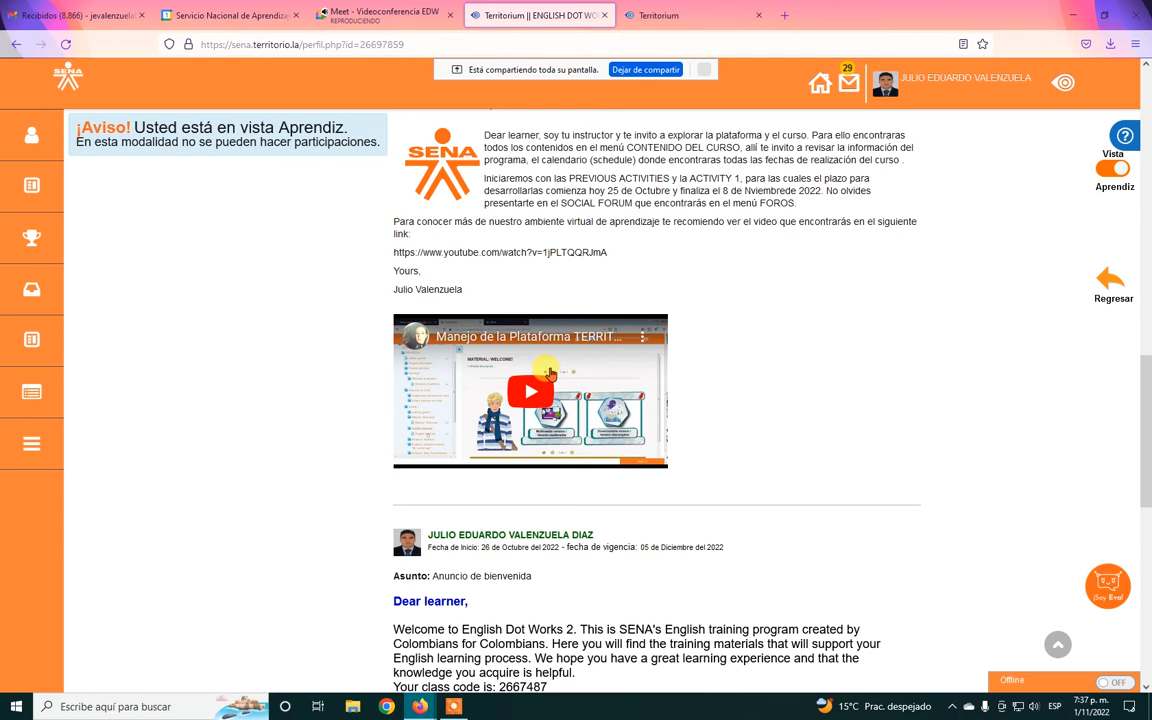 Recibidos (8.866) - jevalenzuela
Servicio Nacional de Aprendizaj
Meet - Videoconferencia EDW
REPRODUCIENDO
Territorium || ENGLISH DOT WO
Territorium
https://sena.territorio.la/perfil.php?id=26697859
Está compartiendo toda su pantalla.
Dejar de compartir
SENA
29
JULIO EDUARDO VALENZUELA
¡Aviso! Usted está en vista Aprendiz.
En esta modalidad no se pueden hacer participaciones.
Vista
Aprendiz
Regresar
SENA
Dear learner, soy tu instructor y te invito a explorar la plataforma y el curso. Para ello encontraras
todos los contenidos en el menú CONTENIDO DEL CURSO, allí te invito a revisar la información del
programa, el calendario (schedule) donde encontraras todas las fechas de realización del curso .
Iniciaremos con las PREVIOUS ACTIVITIES y la ACTIVITY 1, para las cuales el plazo para
desarrollarlas comienza hoy 25 de Octubre y finaliza el 8 de Nviembrede 2022. No olvides
presentarte en el SOCIAL FORUM que encontrarás en el menú FOROS.
Para conocer más de nuestro ambiente virtual de aprendizaje te recomiendo ver el video que encontrarás en el siguiente
link:
https://www.youtube.com/watch?v=1jPLTQQRJmA
Yours,
Julio Valenzuela
Manejo de la Plataforma TERRIT...
MATERIAL: WELCOME!
JULIO EDUARDO VALENZUELA DIAZ
Fecha de Inicio: 26 de Octubre del 2022 - fecha de vigencia: 05 de Diciembre del 2022
Asunto: Anuncio de bienvenida
Dear learner,
Welcome to English Dot Works 2. This is SENA's English training program created by
Colombians for Colombians. Here you will find the training materials that will support your
English learning process. We hope you have a great learning experience and that the
knowledge you acquire is helpful.
Your class code is: 2667487
¡Soy Eva!
Offline
OFF
Escribe aquí para buscar
15°C Prac. despejado
ESP
7:37 p. m.
1/11/2022